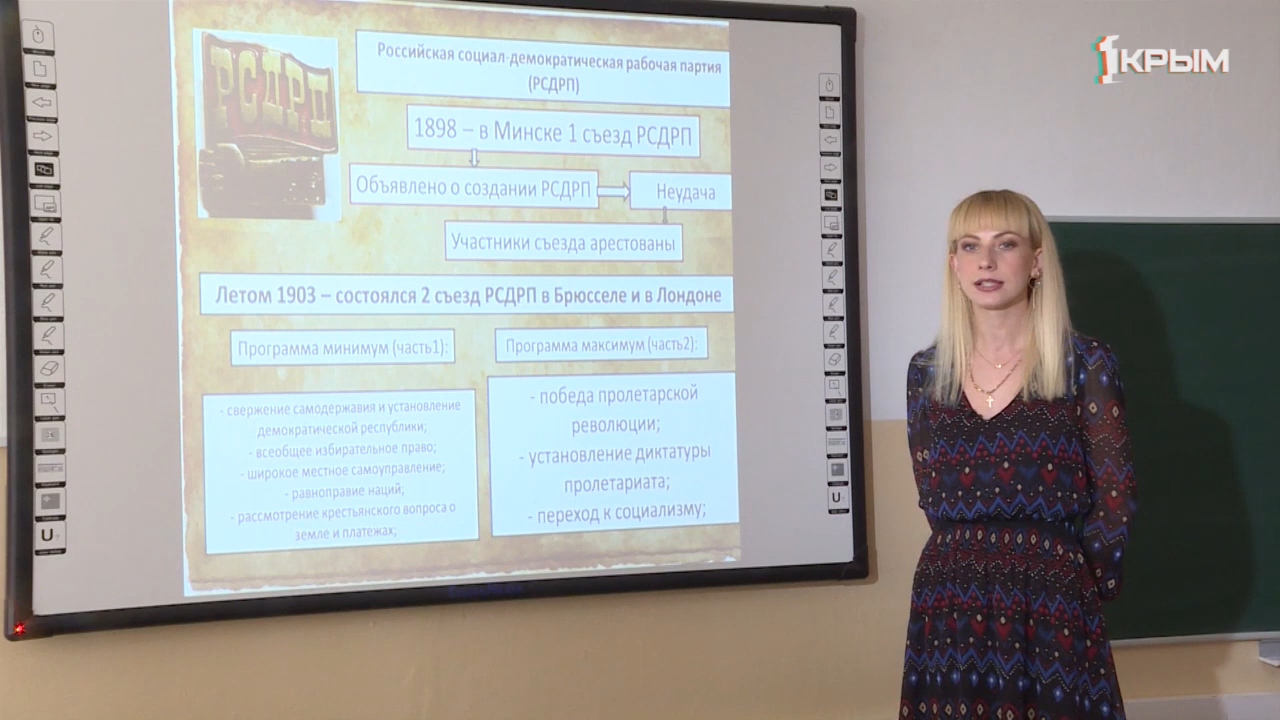 1КРЫМ
РСДРП
Российская социал-демократическая рабочая партия
(РСДРП)
1898 – в Минске 1 съезд РСДРП
Объявлено о создании РСДРП
Неудача
Участники съезда арестованы
Летом 1903 – состоялся 2 съезд РСДРП в Брюсселе и в Лондоне
Программа минимум (часть1):
Программа максимум (часть2):
- свержение самодержавия и установление
демократической республики;
- всеобщее избирательное право;
- широкое местное самоуправление;
- равноправие наций;
- рассмотрение крестьянского вопроса о
земле и платежах;
- победа пролетарской
революции;
- установление диктатуры
пролетариата;
- переход к социализму;